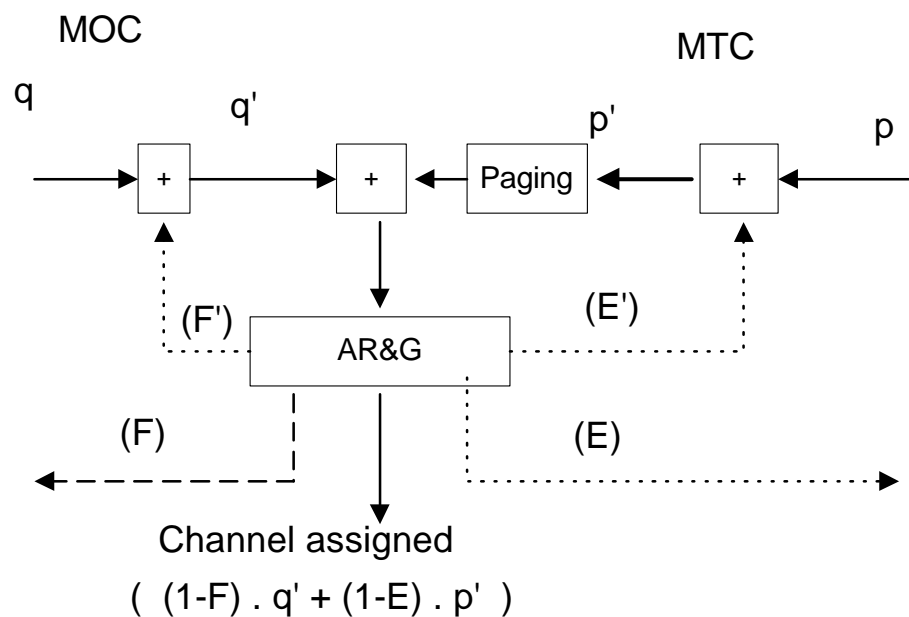 MOC
MTC
q
q'
p'
p
+
+
Paging
+
(F')
(E')
AR&G
(F)
(E)
Channel assigned
( (1-F) . q' + (1-E) . p' )